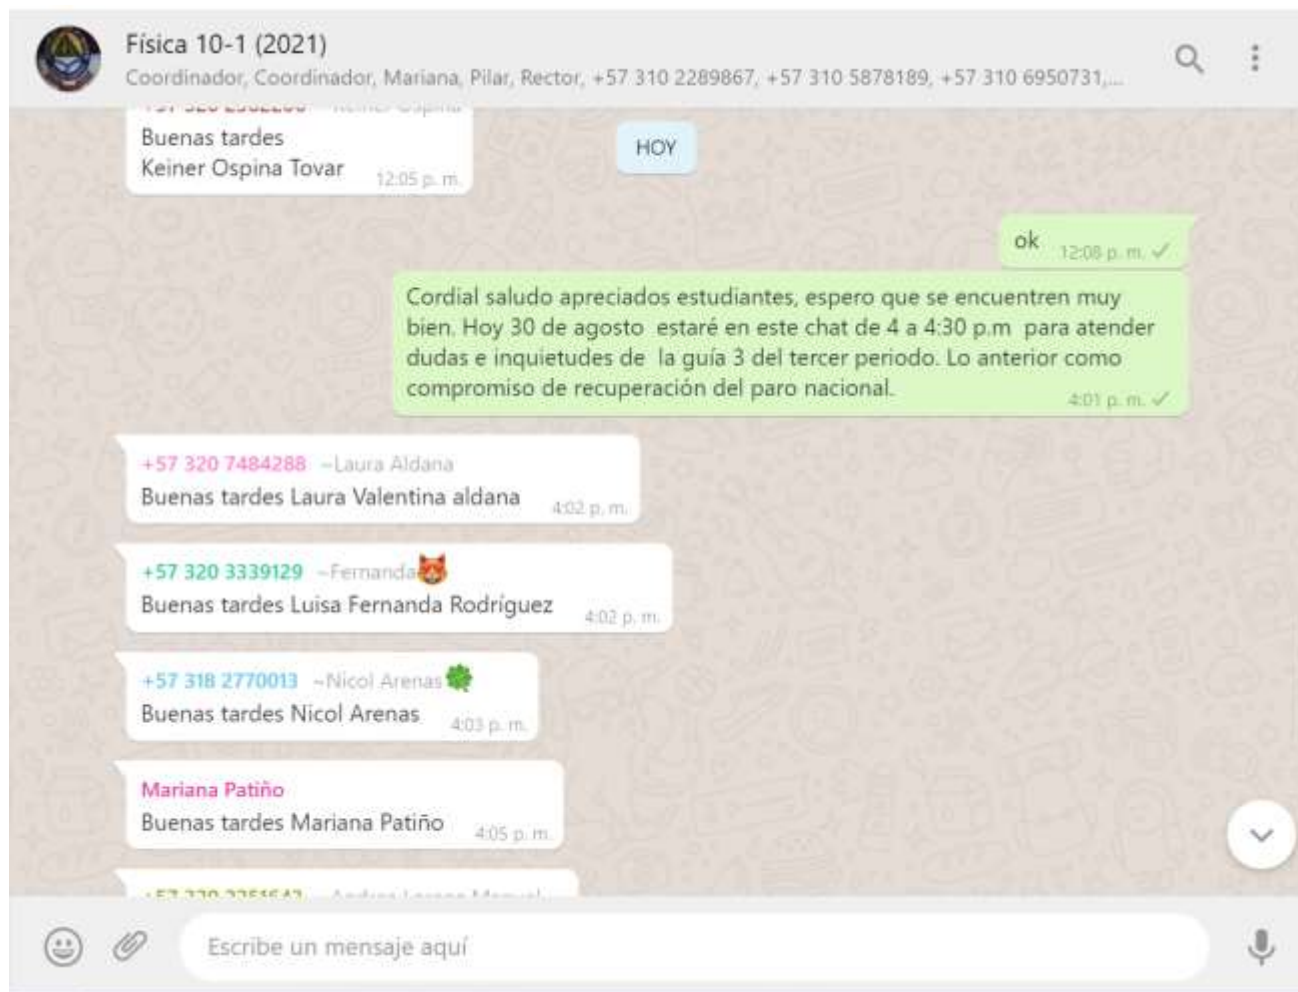 Física 10-1 (2021)
Coordinador, Coordinador, Mariana, Pilar, Rector, +57 310 2289867, +57 310 5878189, +57 310 6950731,...
Buenas tardes
Keiner Ospina Tovar 12:05 p. m.
HOY
ok 12:08 p. m.
Cordial saludo apreciados estudiantes, espero que se encuentren muy
bien. Hoy 30 de agosto estaré en este chat de 4 a 4:30 p.m para atender
dudas e inquietudes de la guía 3 del tercer periodo. Lo anterior como
compromiso de recuperación del paro nacional. 4:01 p. m.
+57 320 7484288 ~Laura Aldana
Buenas tardes Laura Valentina aldana 4:02 p. m.
+57 320 3339129 ~Fernanda
Buenas tardes Luisa Fernanda Rodríguez 4:02 p. m.
+57 318 2770013 ~Nicol Arenas🍀
Buenas tardes Nicol Arenas 4:03 p. m.
Mariana Patiño
Buenas tardes Mariana Patiño 4:05 p. m.
Escribe un mensaje aquí